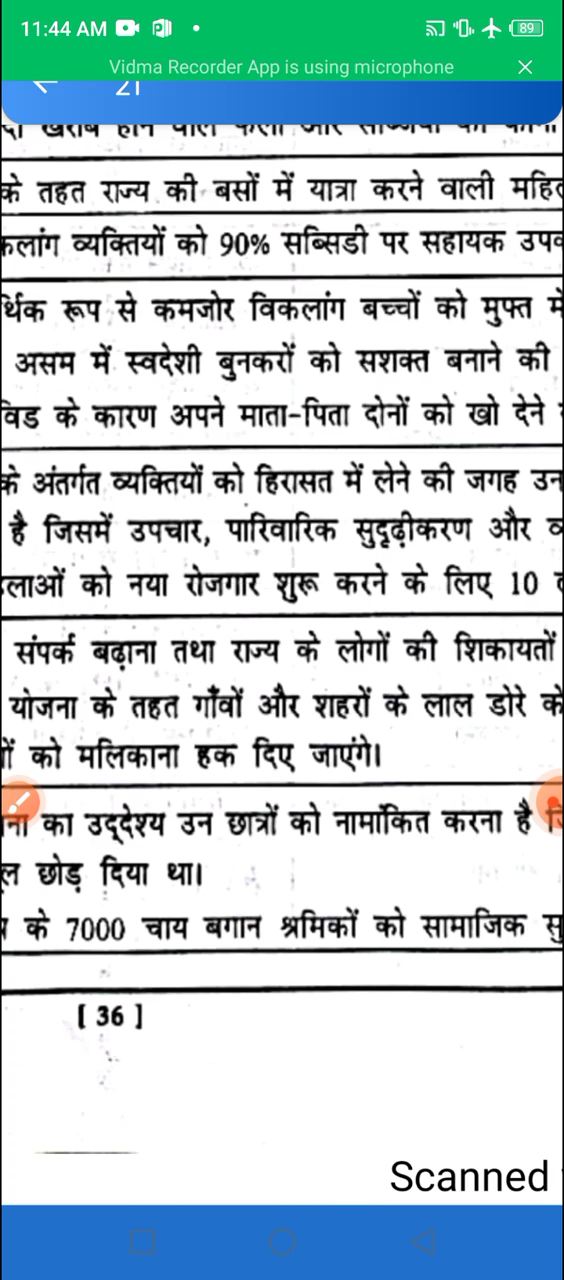 11:44 AM
89
Vidma Recorder App is using microphone
21
के तहत राज्य की बसों में यात्रा करने वाली
व्यक्तियों को 90% सब्सिडी पर सहायक
रूप से कमजोर विकलांग बच्चों को मुफ्त में
असम में स्वदेशी बुनकरों को सशक्त बनाने की
के कारण अपने माता-पिता दोनों को खो देने
के अंतर्गत व्यक्तियों को हिरासत में लेने की जगह उन
है जिसमें उपचार, पारिवारिक सुदृढ़ीकरण और
को नया रोजगार शुरू करने के लिए 10
संपर्क बढ़ाना तथा राज्य के लोगों की शिकायतों
योजना के तहत गाँवों और शहरों के लाल डोरे के
को मलिकाना हक दिए जाएंगे।
का उद्देश्य उन छात्रों को नामांकित करना है
छोड़ दिया था।
के 7000 चाय बगान श्रमिकों को सामाजिक
[ 36 ]
Scanned